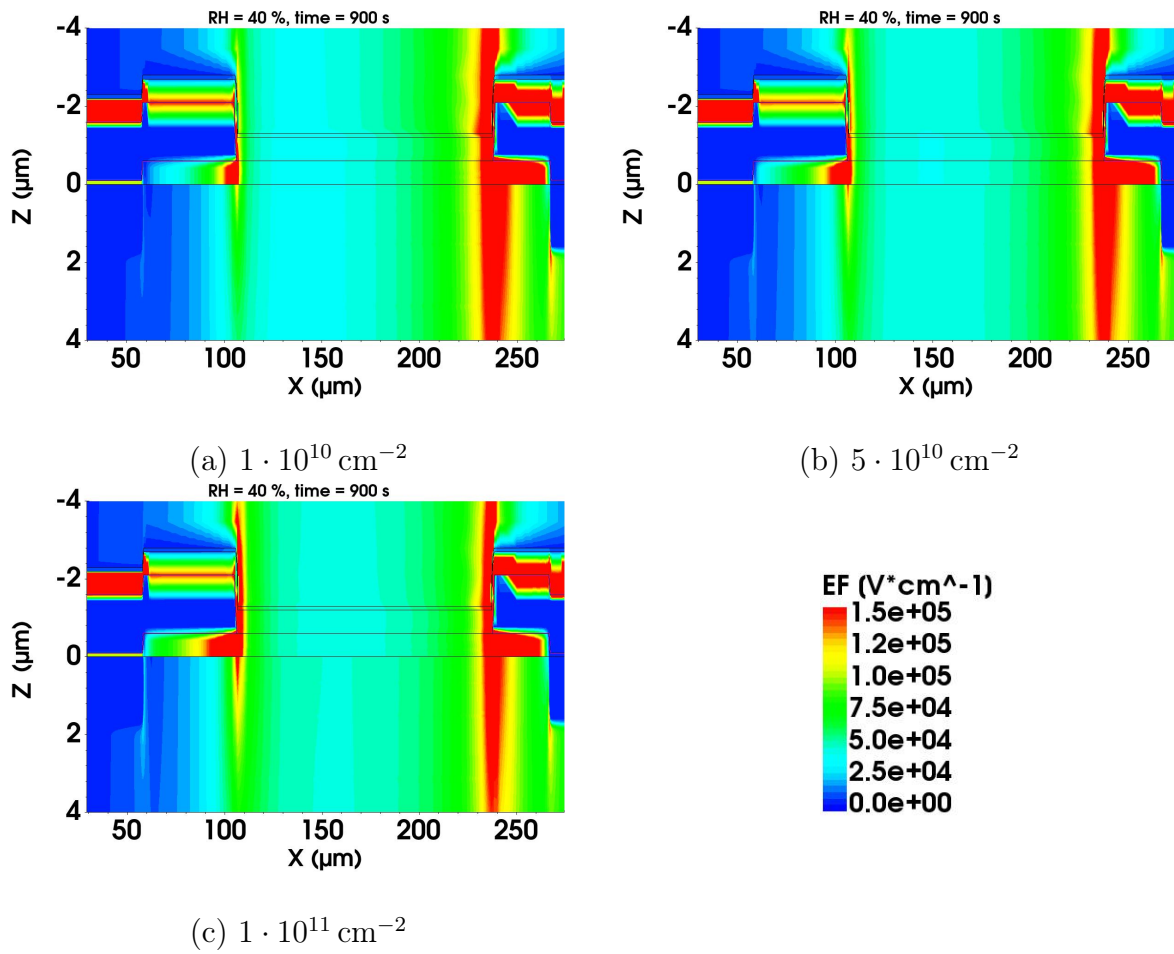 RH = 40 %, time = 900 s
-4
-2
0
2
4
Z (µm)
50 100 150 200 250
X (µm)
(a) 1 · 10^10 cm^−2
RH = 40 %, time = 900 s
-4
-2
0
2
4
Z (µm)
50 100 150 200 250
X (µm)
(b) 5 · 10^10 cm^−2
RH = 40 %, time = 900 s
-4
-2
0
2
4
Z (µm)
50 100 150 200 250
X (µm)
(c) 1 · 10^11 cm^−2
EF (V*cm^-1)
1.5e+05
1.2e+05
1.0e+05
7.5e+04
5.0e+04
2.5e+04
0.0e+00